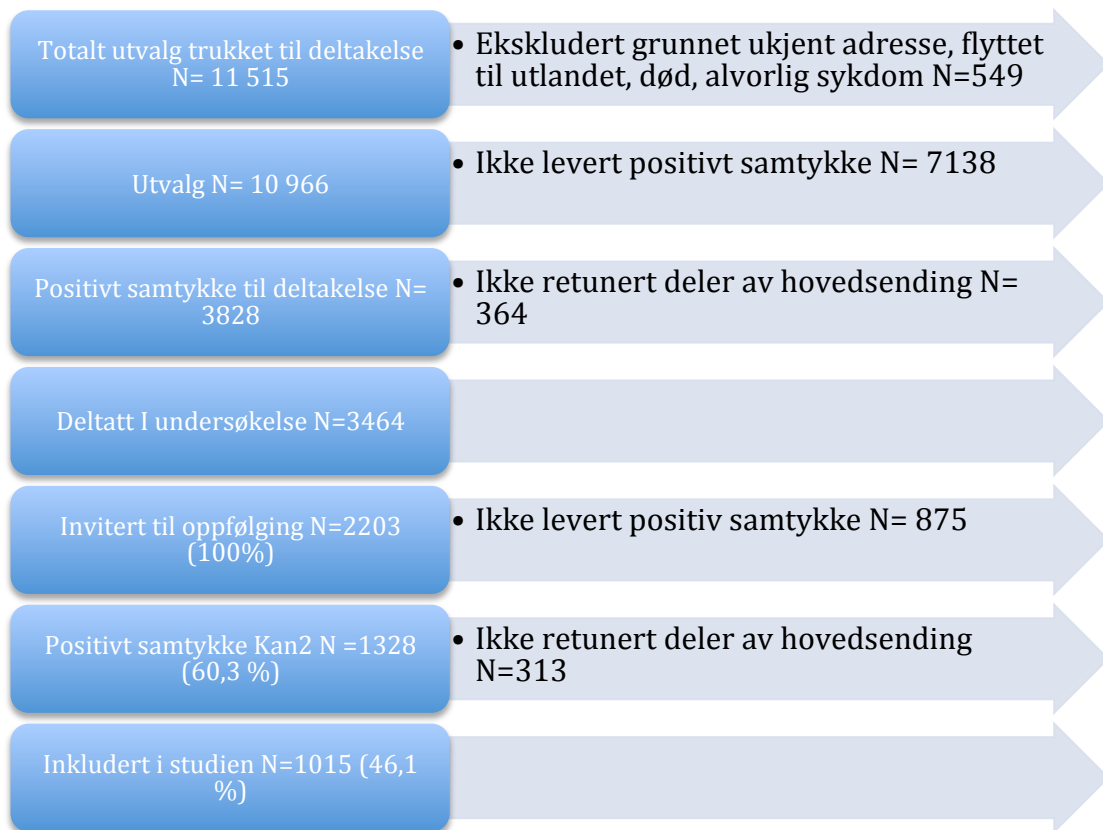 Totalt utvalg trukket til deltakelse
N= 11 515
• Ekskludert grunnet ukjent adresse, flyttet
til utlandet, død, alvorlig sykdom N=549
Utvalg N= 10 966
• Ikke levert positivt samtykke N= 7138
Positivt samtykke til deltakelse N=
3828
• Ikke retunert deler av hovedsending N=
364
Deltatt I undersøkelse N=3464
Invitert til oppfølging N=2203
(100%)
• Ikke levert positiv samtykke N= 875
Positivt samtykke Kan2 N =1328
(60,3 %)
• Ikke retunert deler av hovedsending
N=313
Inkludert i studien N=1015 (46,1
%)